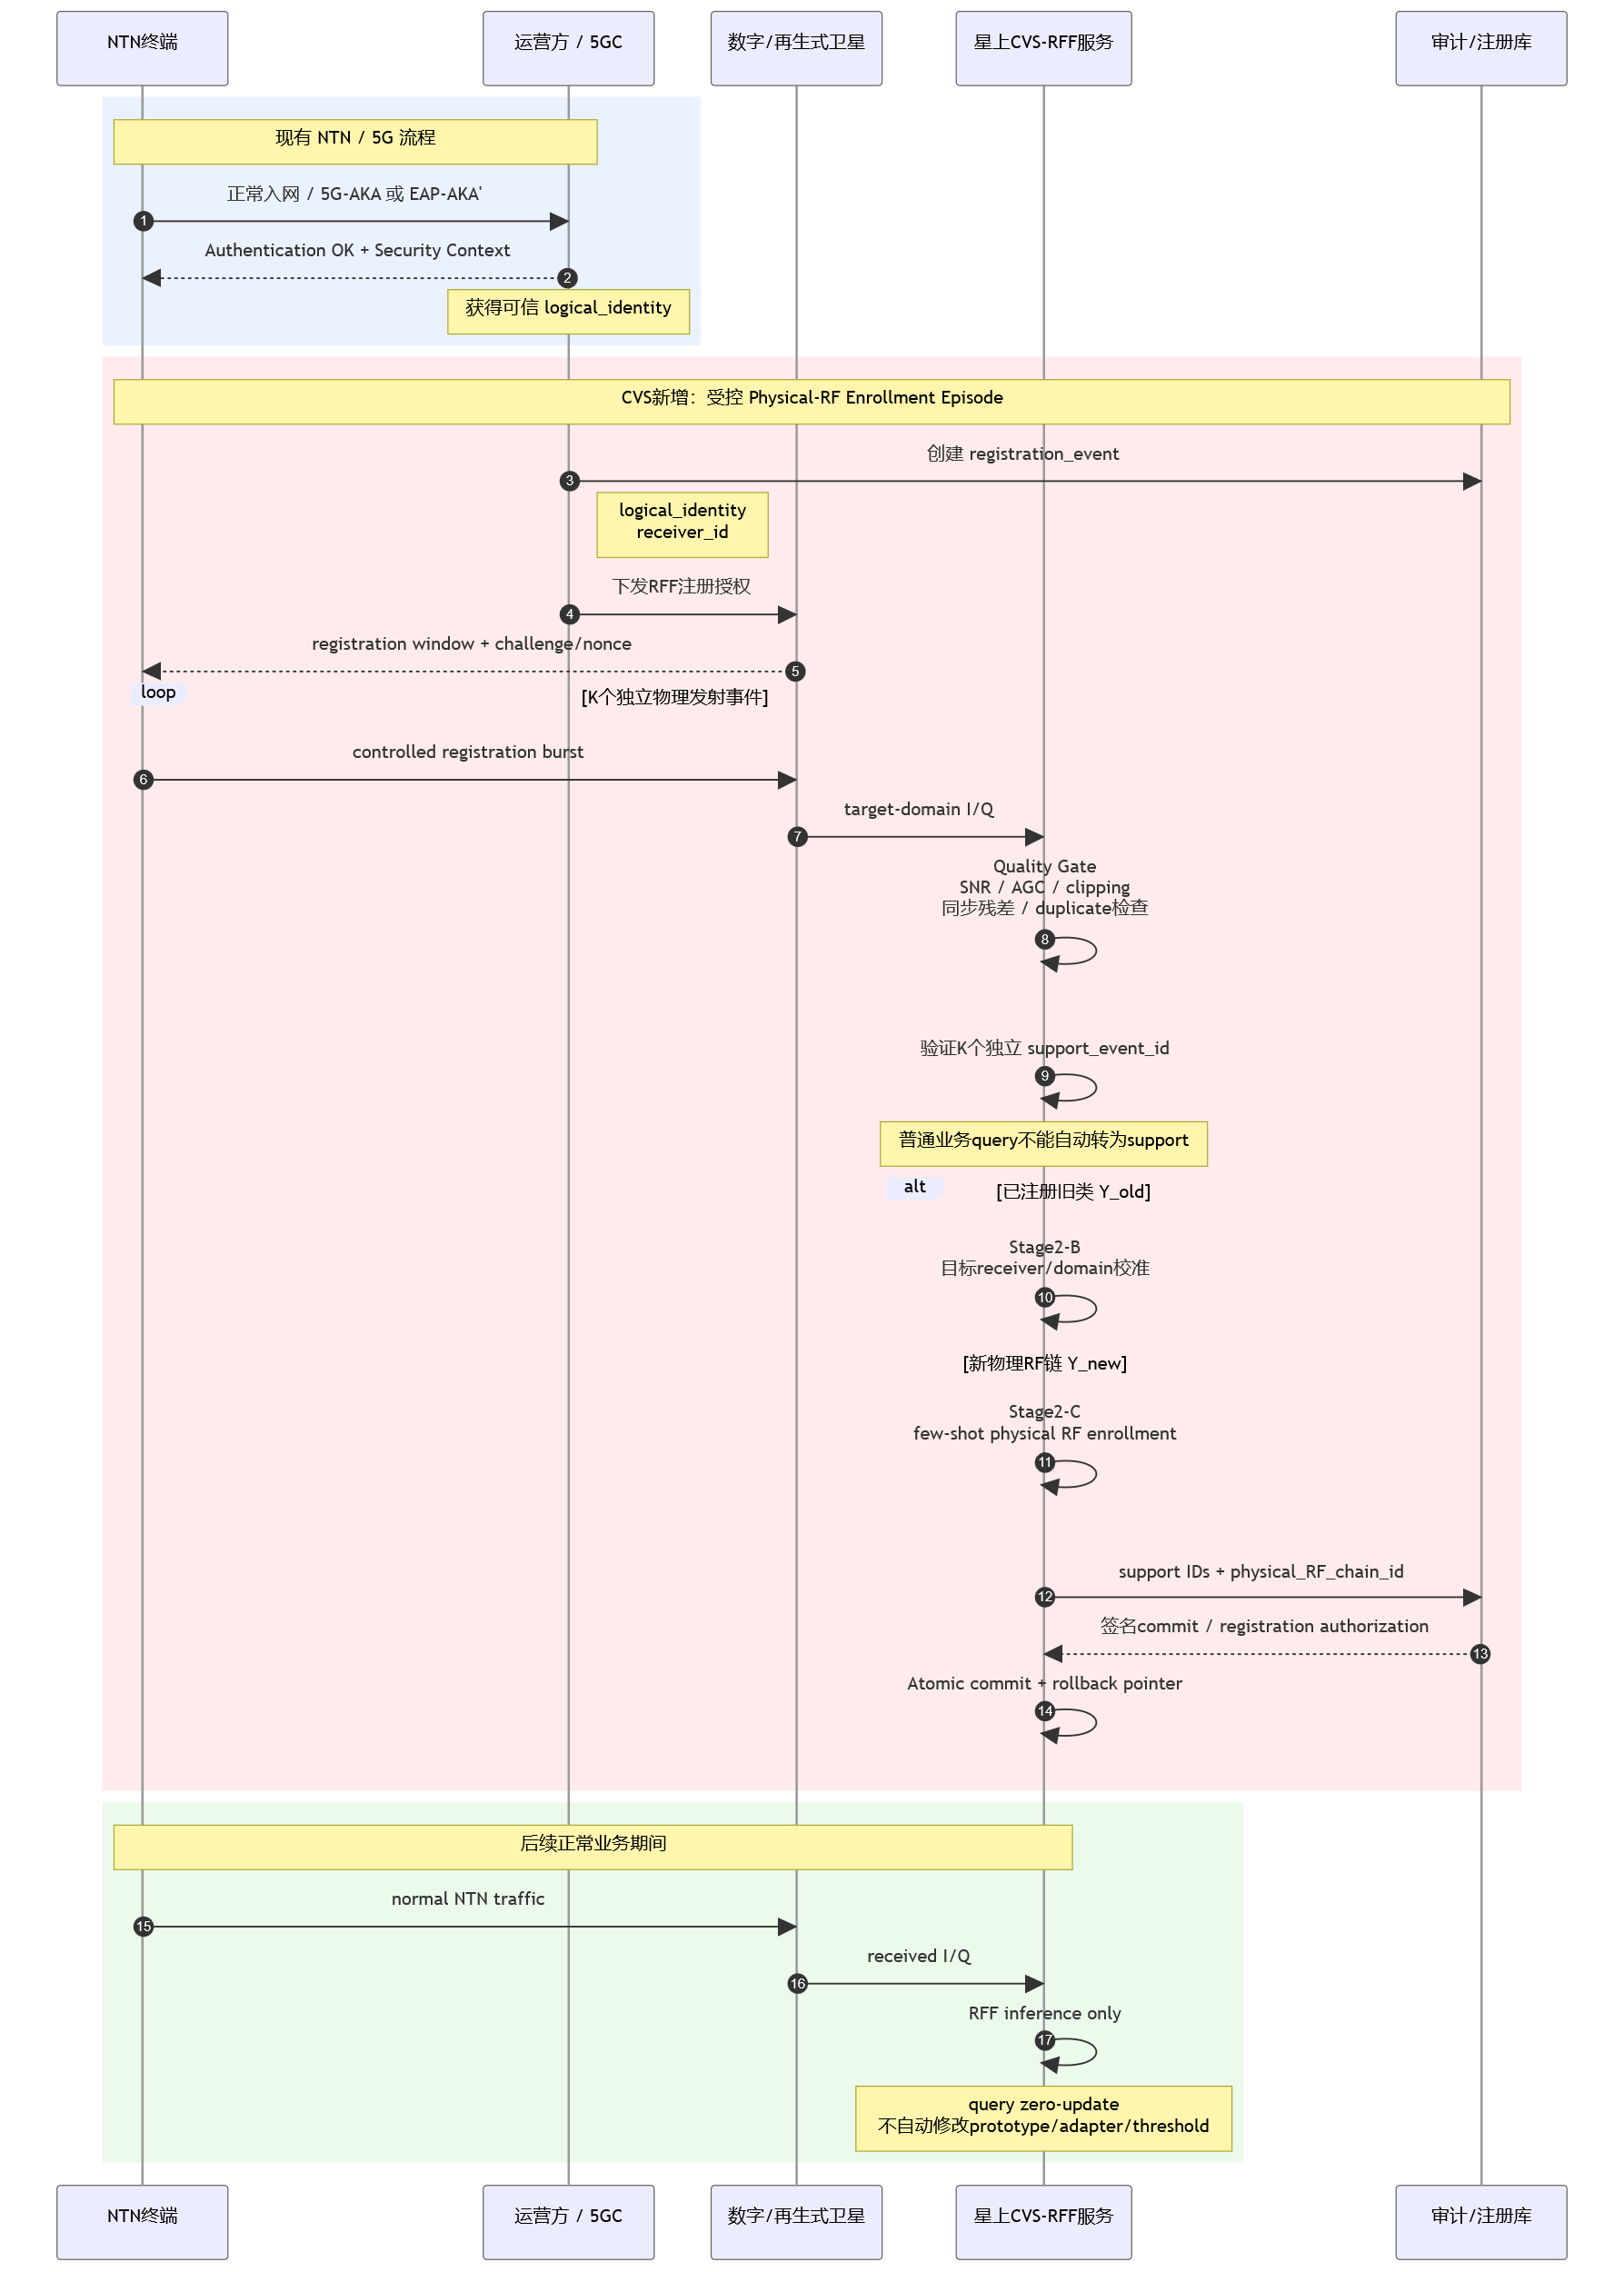 NTN终端
运营方 / 5GC
数字/再生式卫星
星上CVS-RFF服务
审计/注册库
现有 NTN / 5G 流程
正常入网 / 5G-AKA 或 EAP-AKA'
1
Authentication OK + Security Context
2
获得可信 logical_identity
CVS新增：受控 Physical-RF Enrollment Episode
创建 registration_event
3
logical_identity
receiver_id
下发RFF注册授权
4
registration window + challenge/nonce
5
loop
[K个独立物理发射事件]
controlled registration burst
6
target-domain I/Q
7
Quality Gate
SNR / AGC / clipping
同步残差 / duplicate检查
8
验证K个独立 support_event_id
9
普通业务query不能自动转为support
alt
[已注册旧类 Y_old]
Stage2-B
目标receiver/domain校准
10
[新物理RF链 Y_new]
Stage2-C
few-shot physical RF enrollment
11
support IDs + physical_RF_chain_id
12
签名commit / registration authorization
13
Atomic commit + rollback pointer
14
后续正常业务期间
normal NTN traffic
15
received I/Q
16
RFF inference only
17
query zero-update
不自动修改prototype/adapter/threshold
NTN终端
运营方 / 5GC
数字/再生式卫星
星上CVS-RFF服务
审计/注册库